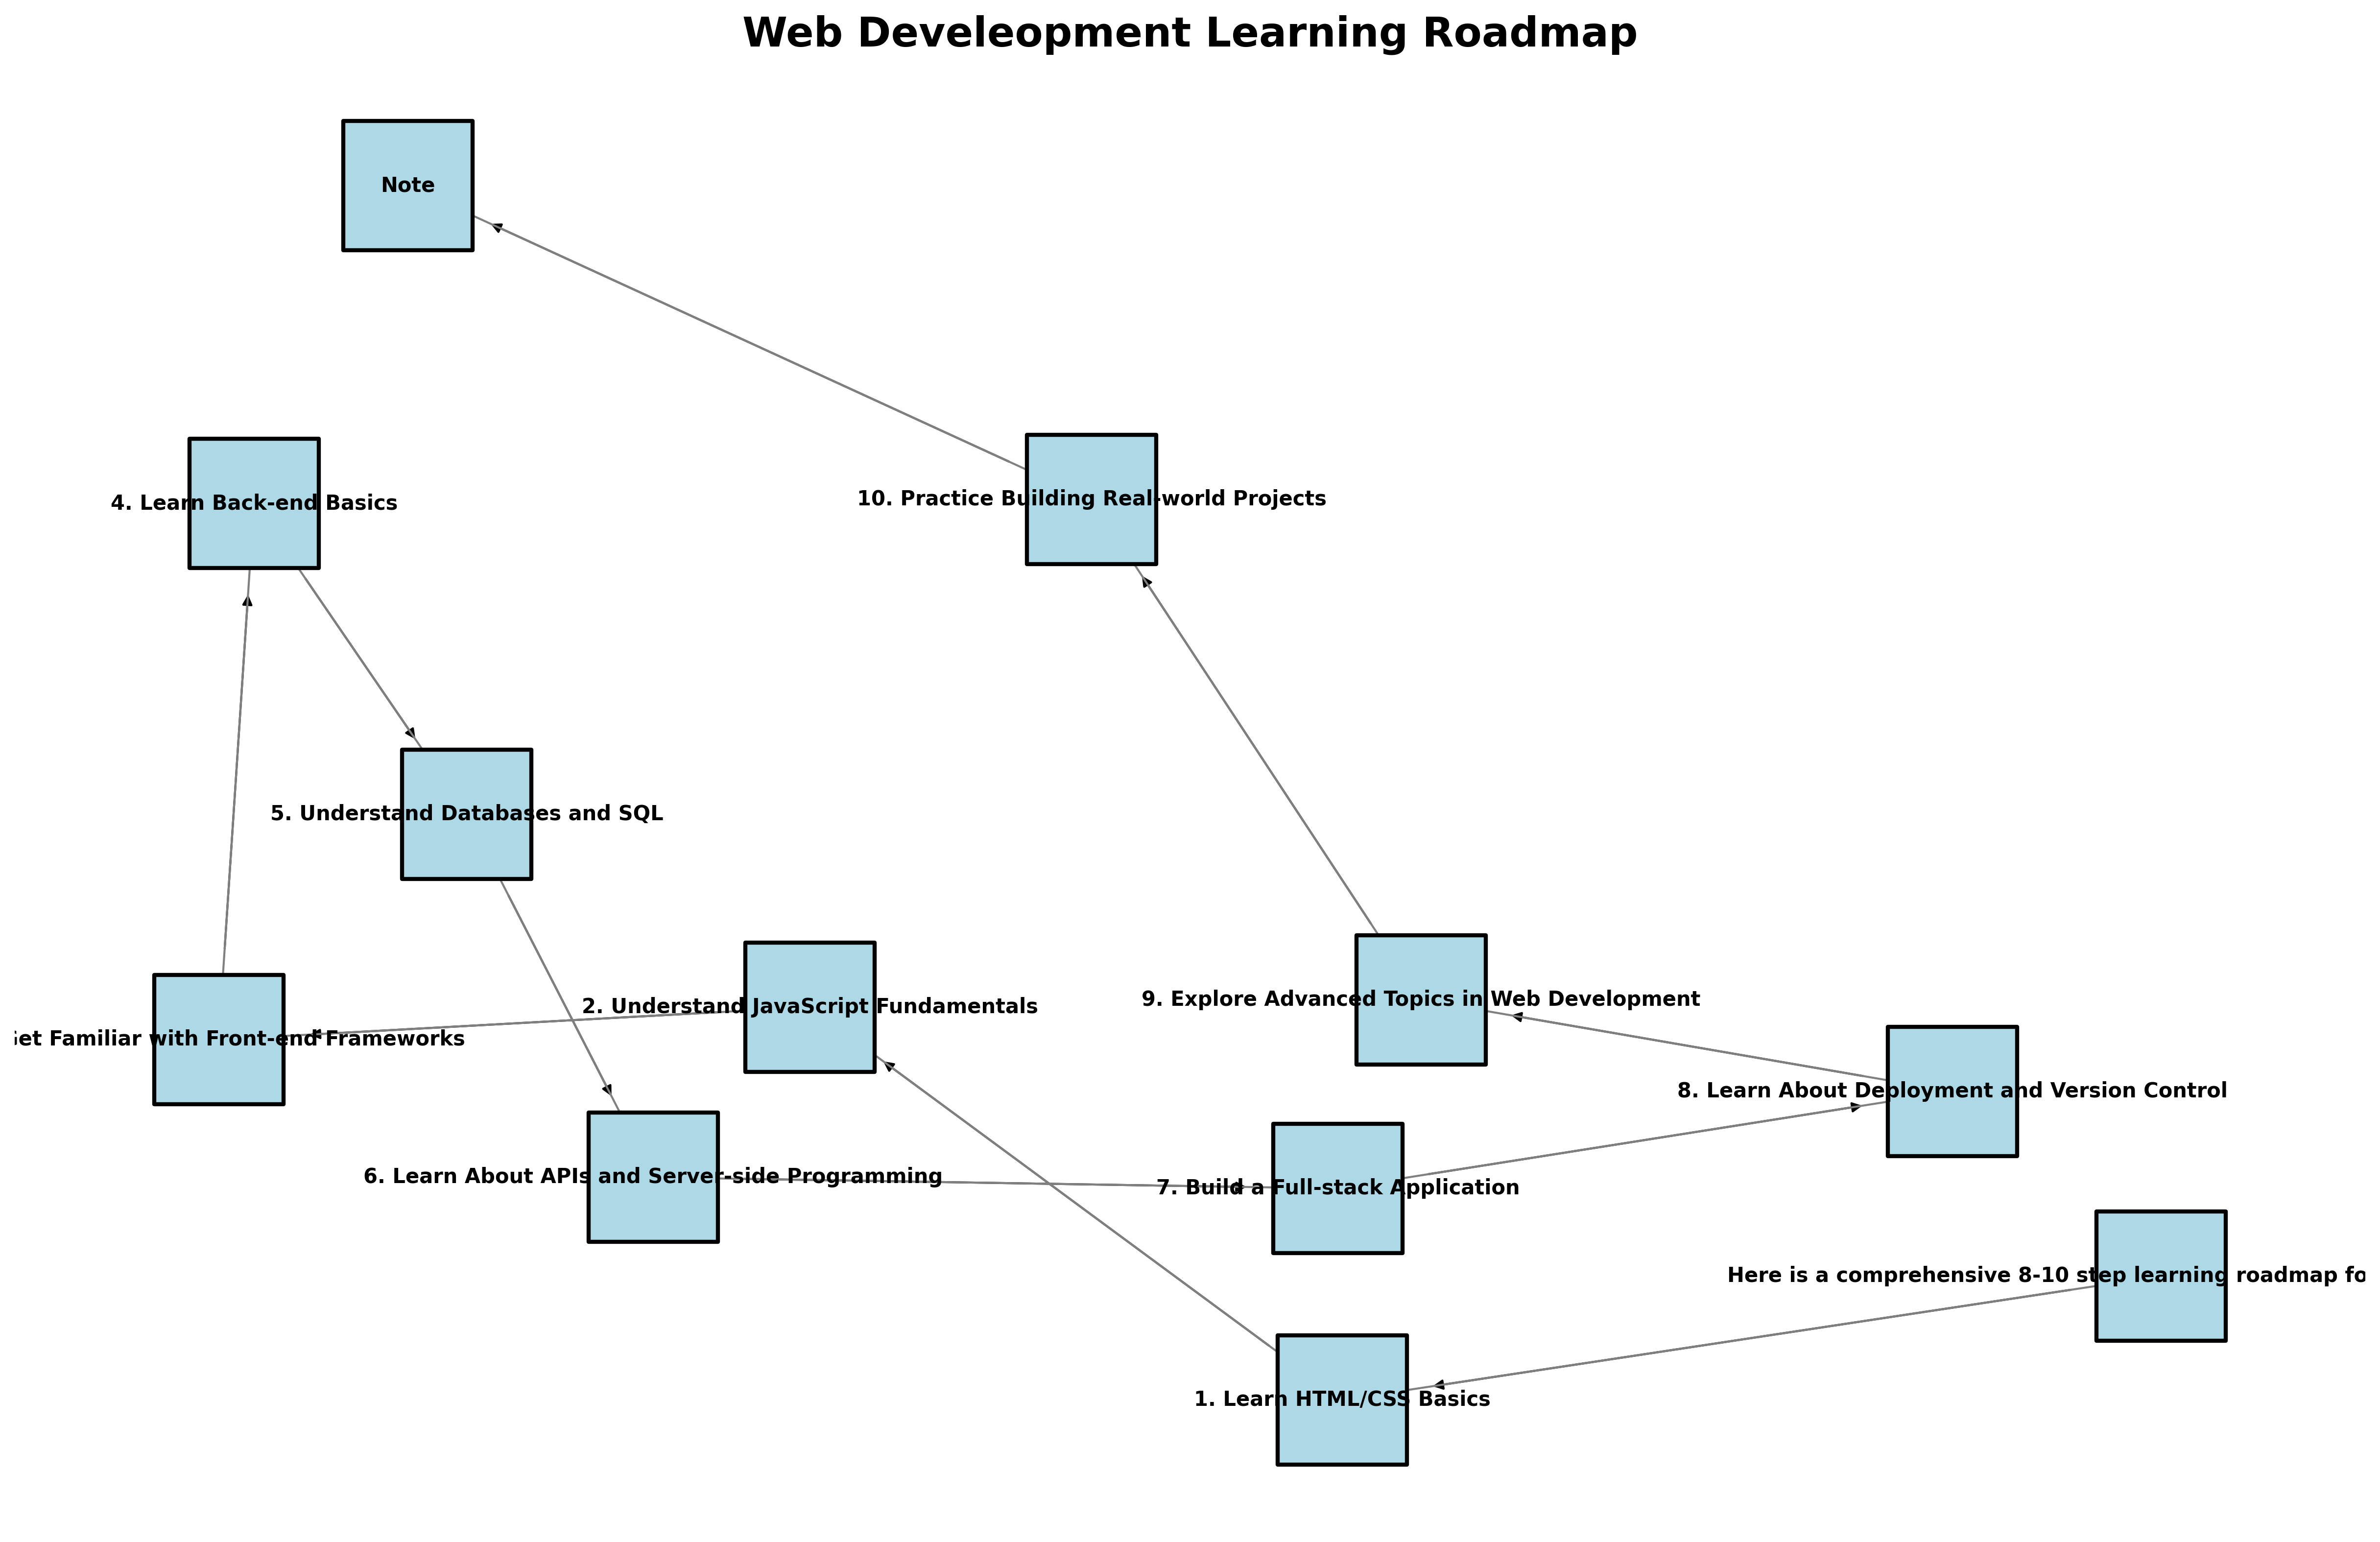 Web Develeopment Learning Roadmap
Note
4. Learn Back-end Basics
10. Practice Building Real-world Projects
5. Understand Databases and SQL
9. Explore Advanced Topics in Web Development
2. Understand JavaScript Fundamentals
Familiar with Front-end Frameworks
8. Learn About Deployment and Version Control
6. Learn About APIs and Server-side Programming
7. Build a Full-stack Application
Here is a comprehensive 8-10 step learning roadmap fo
1. Learn HTML/CSS Basics